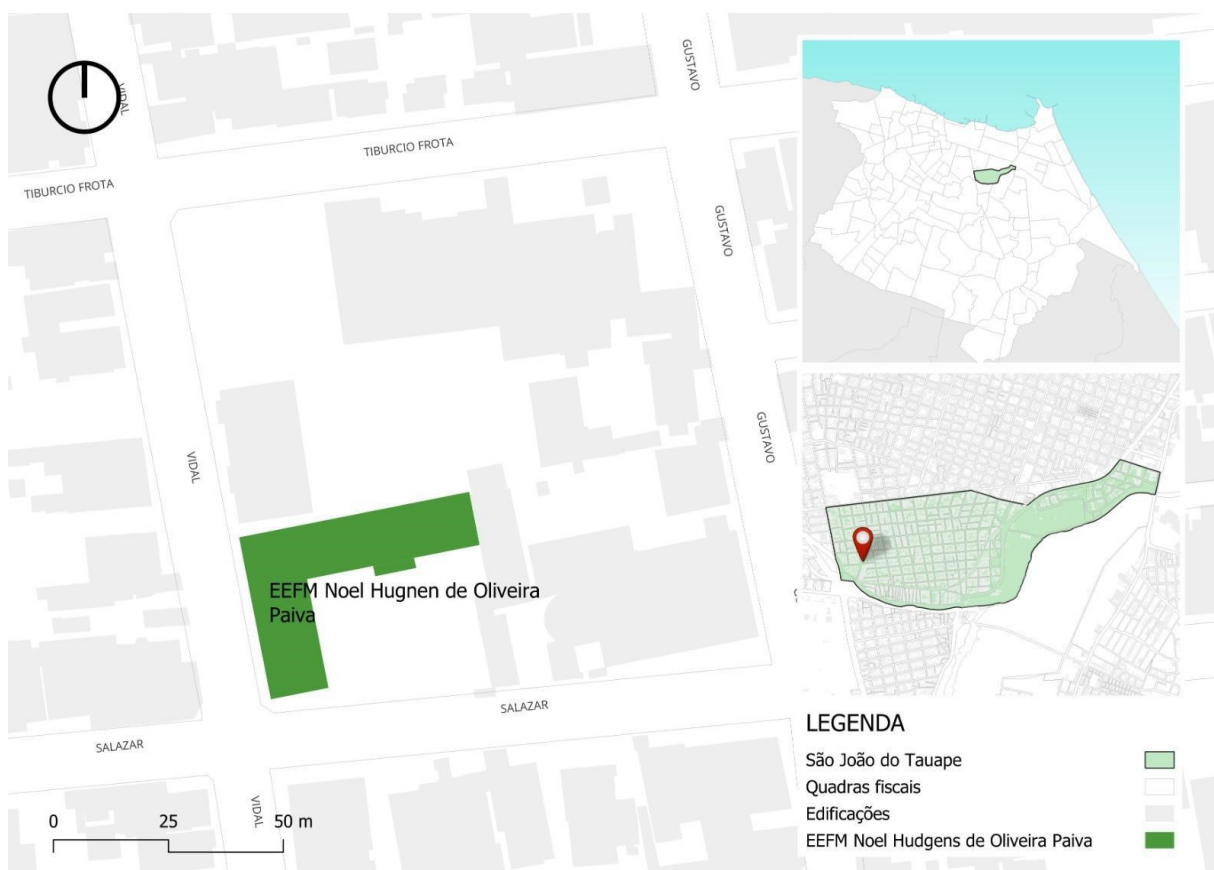 GUSTAVO
VIDAL
TIBURCIO FROTA
TIBURCIO FROTA
GUSTAVO
VIDAL
GUSTAVO
EEFM Noel Hugnen de Oliveira
Paiva
SALAZAR
SALAZAR
VIDAL
0 25 50 m
LEGENDA
São João do Tauape
Quadras fiscais
Edificações
EEFM Noel Hudgens de Oliveira Paiva